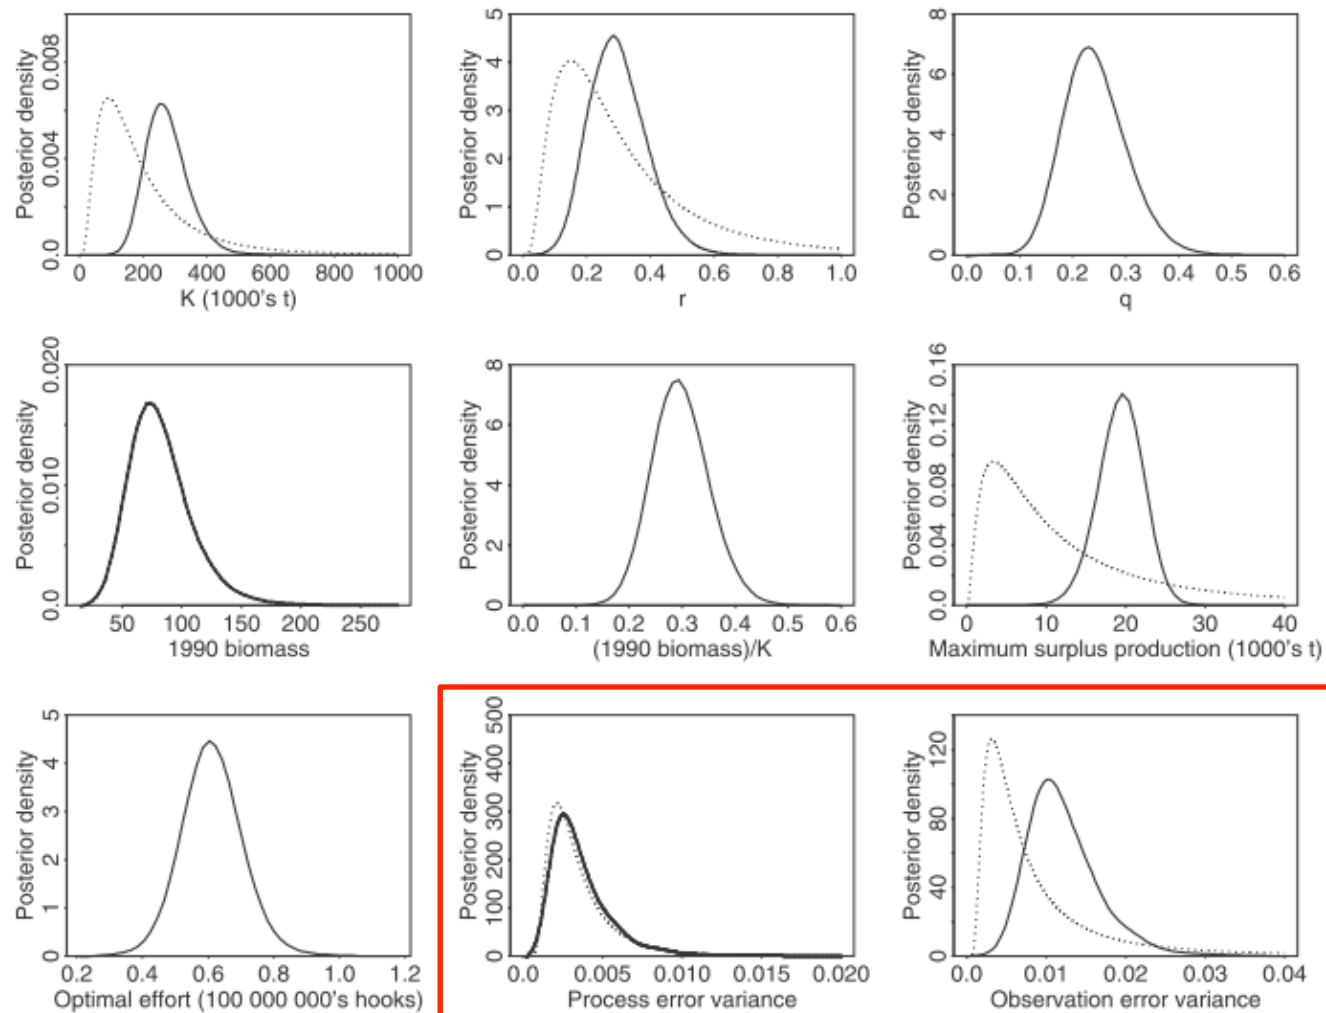 Posterior density
0.0 0.004 0.008
0 200 400 600 800 1000
K (1000's t)
Posterior density
0 1 2 3 4 5
0.0 0.2 0.4 0.6 0.8 1.0
r
Posterior density
0 2 4 6 8
0.0 0.1 0.2 0.3 0.4 0.5 0.6
q
Posterior density
0.0 0.010 0.020
50 100 150 200 250
1990 biomass
Posterior density
0 2 4 6 8
0.0 0.1 0.2 0.3 0.4 0.5 0.6
(1990 biomass)/K
Posterior density
0.0 0.04 0.08 0.12 0.16
0 10 20 30 40
Maximum surplus production (1000's t)
Posterior density
0 1 2 3 4 5
0.2 0.4 0.6 0.8 1.0 1.2
Optimal effort (100 000 000's hooks)
Posterior density
0 100 200 300 400 500
0.0 0.005 0.010 0.015 0.020
Process error variance
Posterior density
0 40 80 120
0.0 0.01 0.02 0.03 0.04
Observation error variance